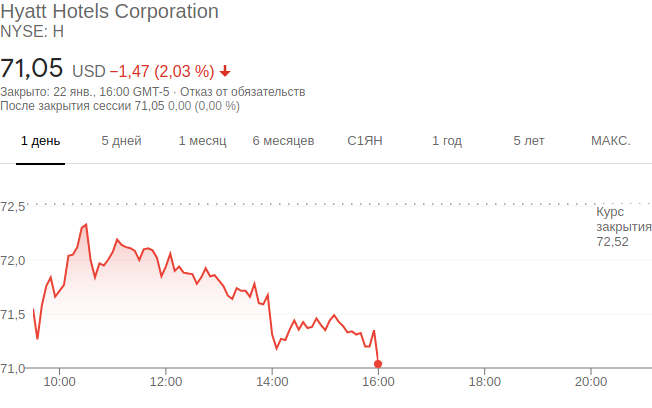 Hyatt Hotels Corporation
NYSE: H
71,05 USD −1,47 (2,03 %)
Закрыто: 22 янв., 16:00 GMT-5 · Отказ от обязательств
После закрытия сессии 71,05 0,00 (0,00 %)
1 день 5 дней 1 месяц 6 месяцев С1ЯН 1 год 5 лет МАКС.
72,5
Курс
закрытия
72,52
72,0
71,5
71,0
10:00 12:00 14:00 16:00 18:00 20:00